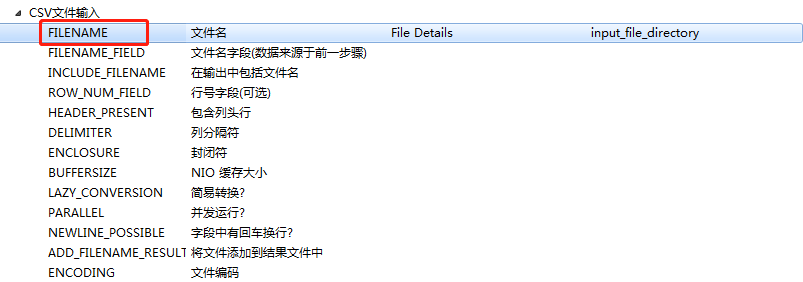 CSV文件输入
FILENAME 文件名 File Details input_file_directory
FILENAME_FIELD 文件名字段(数据来源于前一步骤)
INCLUDE_FILENAME 在输出中包括文件名
ROW_NUM_FIELD 行号字段(可选)
HEADER_PRESENT 包含列头行
DELIMITER 列分隔符
ENCLOSURE 封闭符
BUFFERSIZE NIO 缓存大小
LAZY_CONVERSION 简易转换?
PARALLEL 并发运行?
NEWLINE_POSSIBLE 字段中有回车换行?
ADD_FILENAME_RESULT 将文件添加到结果文件中
ENCODING 文件编码